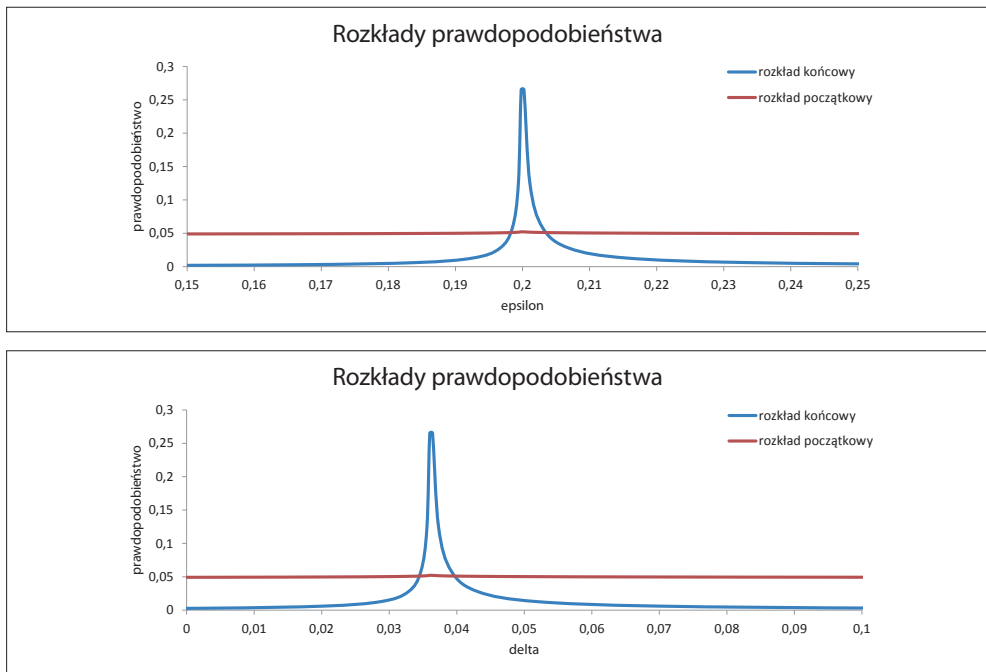 Rozkłady prawdopodobieństwa
0,3
0,25
0,2
0,15
0,1
0,05
0
prawdopodobieństwo
rozkład końcowy
rozkład początkowy
0,15 0,16 0,17 0,18 0,19 0,2 0,21 0,22 0,23 0,24 0,25
epsilon
Rozkłady prawdopodobieństwa
0,3
0,25
0,2
0,15
0,1
0,05
0
prawdopodobieństwo
rozkład końcowy
rozkład początkowy
0 0,01 0,02 0,03 0,04 0,05 0,06 0,07 0,08 0,09 0,1
delta